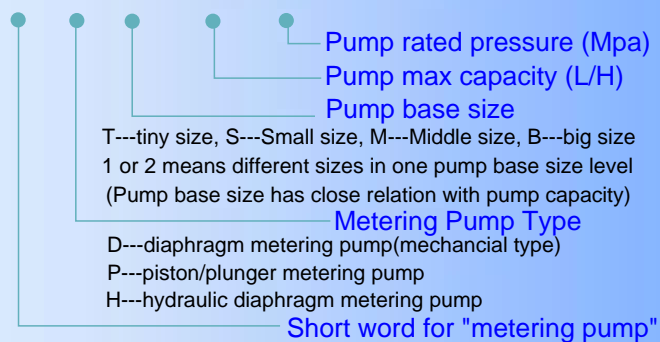 Pump rated pressure (Mpa)
Pump max capacity (L/H)
Pump base size
T---tiny size, S---Small size, M---Middle size, B---big size
1 or 2 means different sizes in one pump base size level
(Pump base size has close relation with pump capacity)
Metering Pump Type
D---diaphragm metering pump(mechancial type)
P---piston/plunger metering pump
H---hydraulic diaphragm metering pump
Short word for "metering pump"